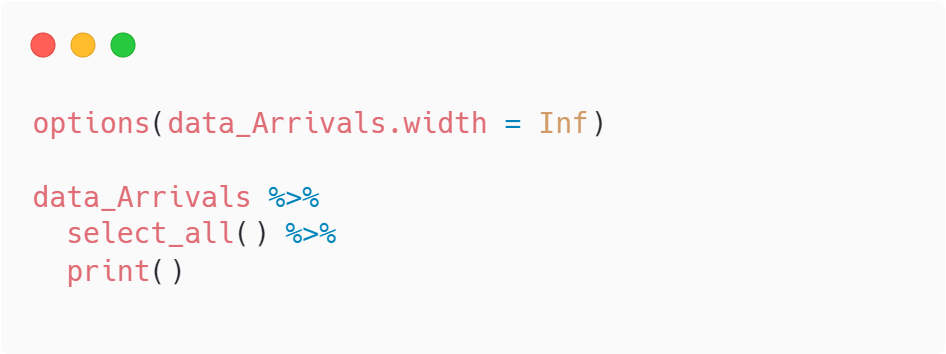 options(data_Arrivals.width = Inf)
data_Arrivals %>%
  select_all() %>%
  print()